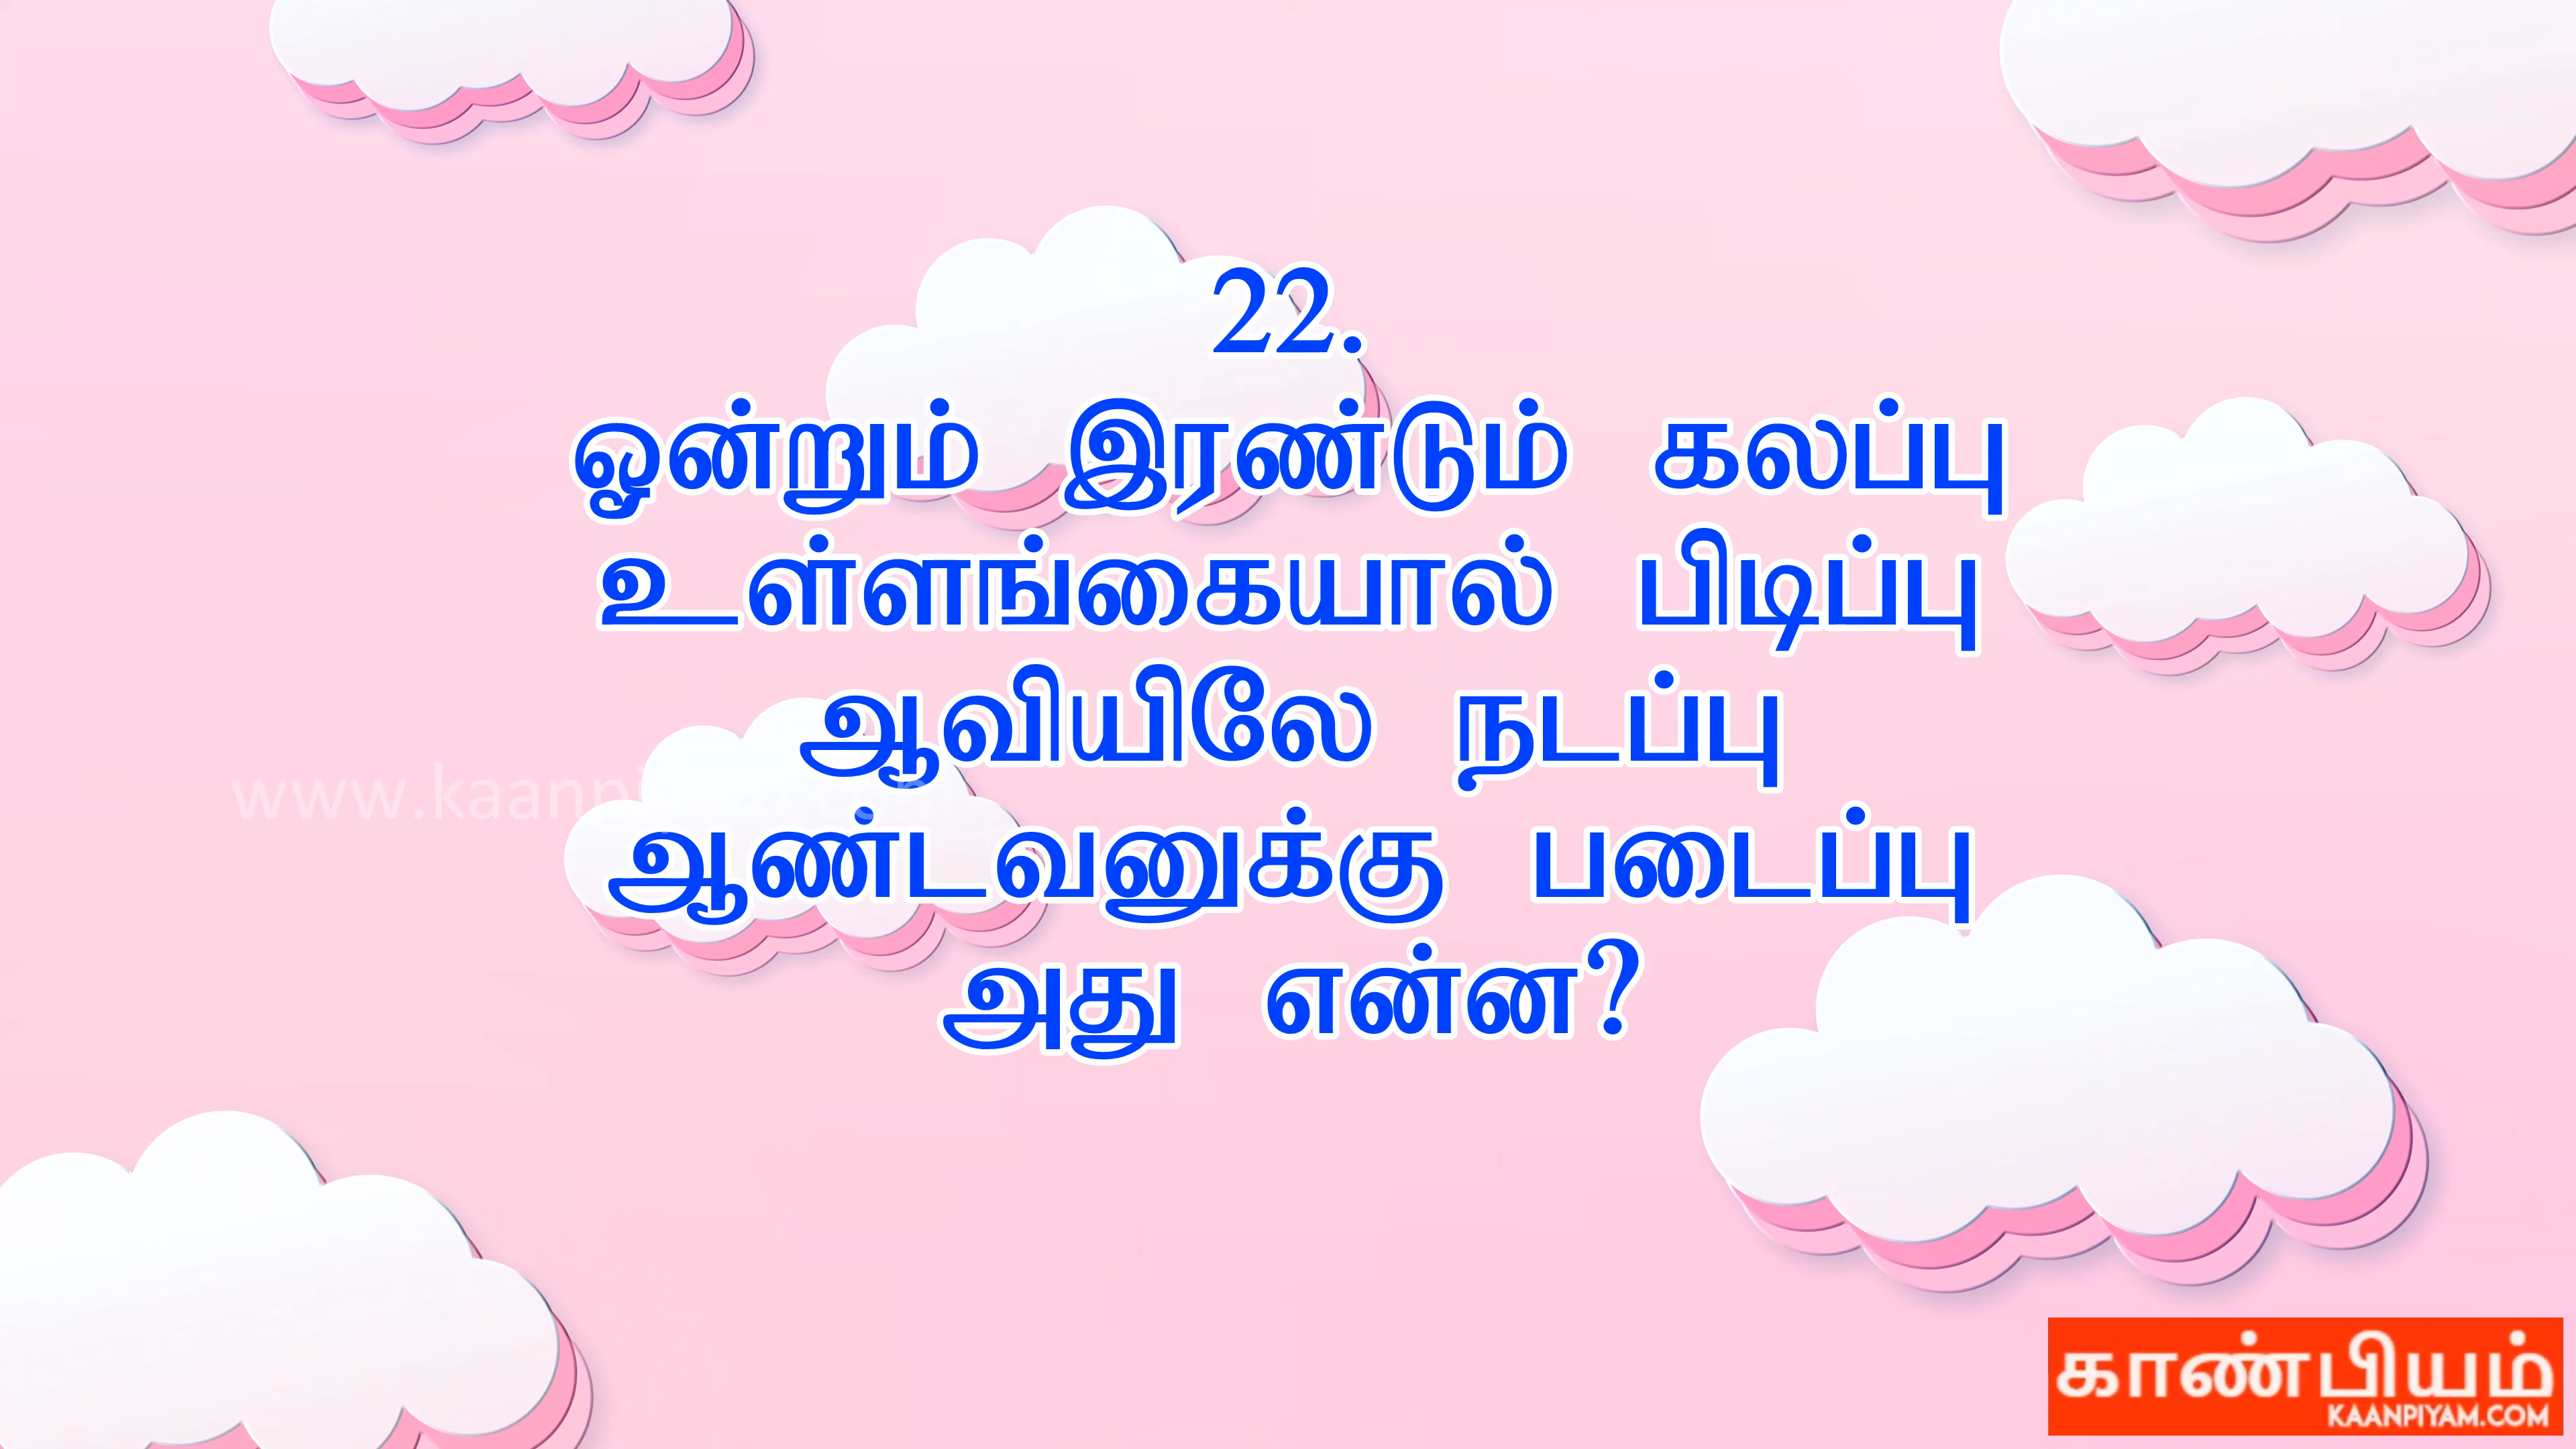 22.
ஒன்றும் இரண்டும் கலப்பு
உள்ளங்கையால் பிடிப்பு
ஆவியிலே நடப்பு
www.kaanpiyam.com
ஆண்டவனுக்கு படைப்பு
அது என்ன?
காண்பியம்
KAANPIYAM.COM